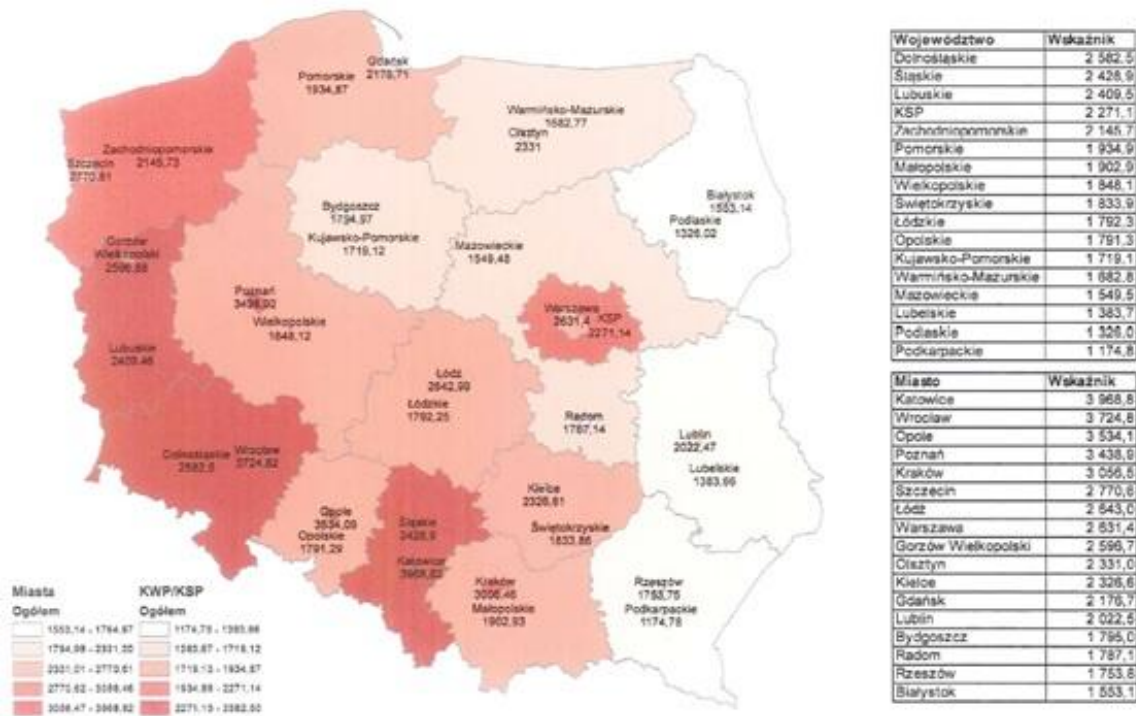 Gdańsk
2176,71
Pomorskie
1934,87
Warmińsko-Mazurskie
1682,77
Olsztyn
2331
Zachodniopomorskie
2145,73
Szczecin
2770,61
Białystok
1553,14
Podlaskie
1326,02
Bydgoszcz
1794,97
Kujawsko-Pomorskie
1719,12
Mazowieckie
1549,48
Gorzów
Wielkopolski
Poznań
Wielkopolskie
1848,12
Warszawa
2631,4
KSP
2271,14
Lubuskie
2409,46
Łódź
2642,99
Łódzkie
1792,25
Radom
1787,14
Lublin
2022,47
Lubelskie
1383,66
Dolnośląskie
2582,5
Wrocław
3724,82
Kielce
2326,61
Świętokrzyskie
1833,86
Opole
3534,09
Opolskie
1791,29
Śląskie
2428,9
Katowice
3968,82
Kraków
3056,46
Małopolskie
1902,93
Rzeszów
1753,75
Podkarpackie
1174,78
Miasta
Ogółem
KWP/KSP
Ogółem
Województwo Wskaźnik
Dolnośląskie 2 582,5
Śląskie 2 428,9
Lubuskie 2 409,5
KSP 2 271,1
Zachodniopomorskie 2 145,7
Pomorskie 1 934,9
Małopolskie 1 902,9
Wielkopolskie 1 848,1
Świętokrzyskie 1 833,9
Łódzkie 1 792,3
Opolskie 1 791,3
Kujawsko-Pomorskie 1 719,1
Warmińsko-Mazurskie 1 682,8
Mazowieckie 1 549,5
Lubelskie 1 383,7
Podlaskie 1 326,0
Podkarpackie 1 174,8
Miasto Wskaźnik
Katowice 3 968,8
Wrocław 3 724,8
Opole 3 534,1
Poznań 3 438,9
Kraków 3 056,5
Szczecin 2 770,6
Łódź 2 643,0
Warszawa 2 631,4
Gorzów Wielkopolski 2 596,7
Olsztyn 2 331,0
Kielce 2 326,6
Gdańsk 2 176,7
Lublin 2 022,5
Bydgoszcz 1 795,0
Radom 1 787,1
Rzeszów 1 753,8
Białystok 1 553,1